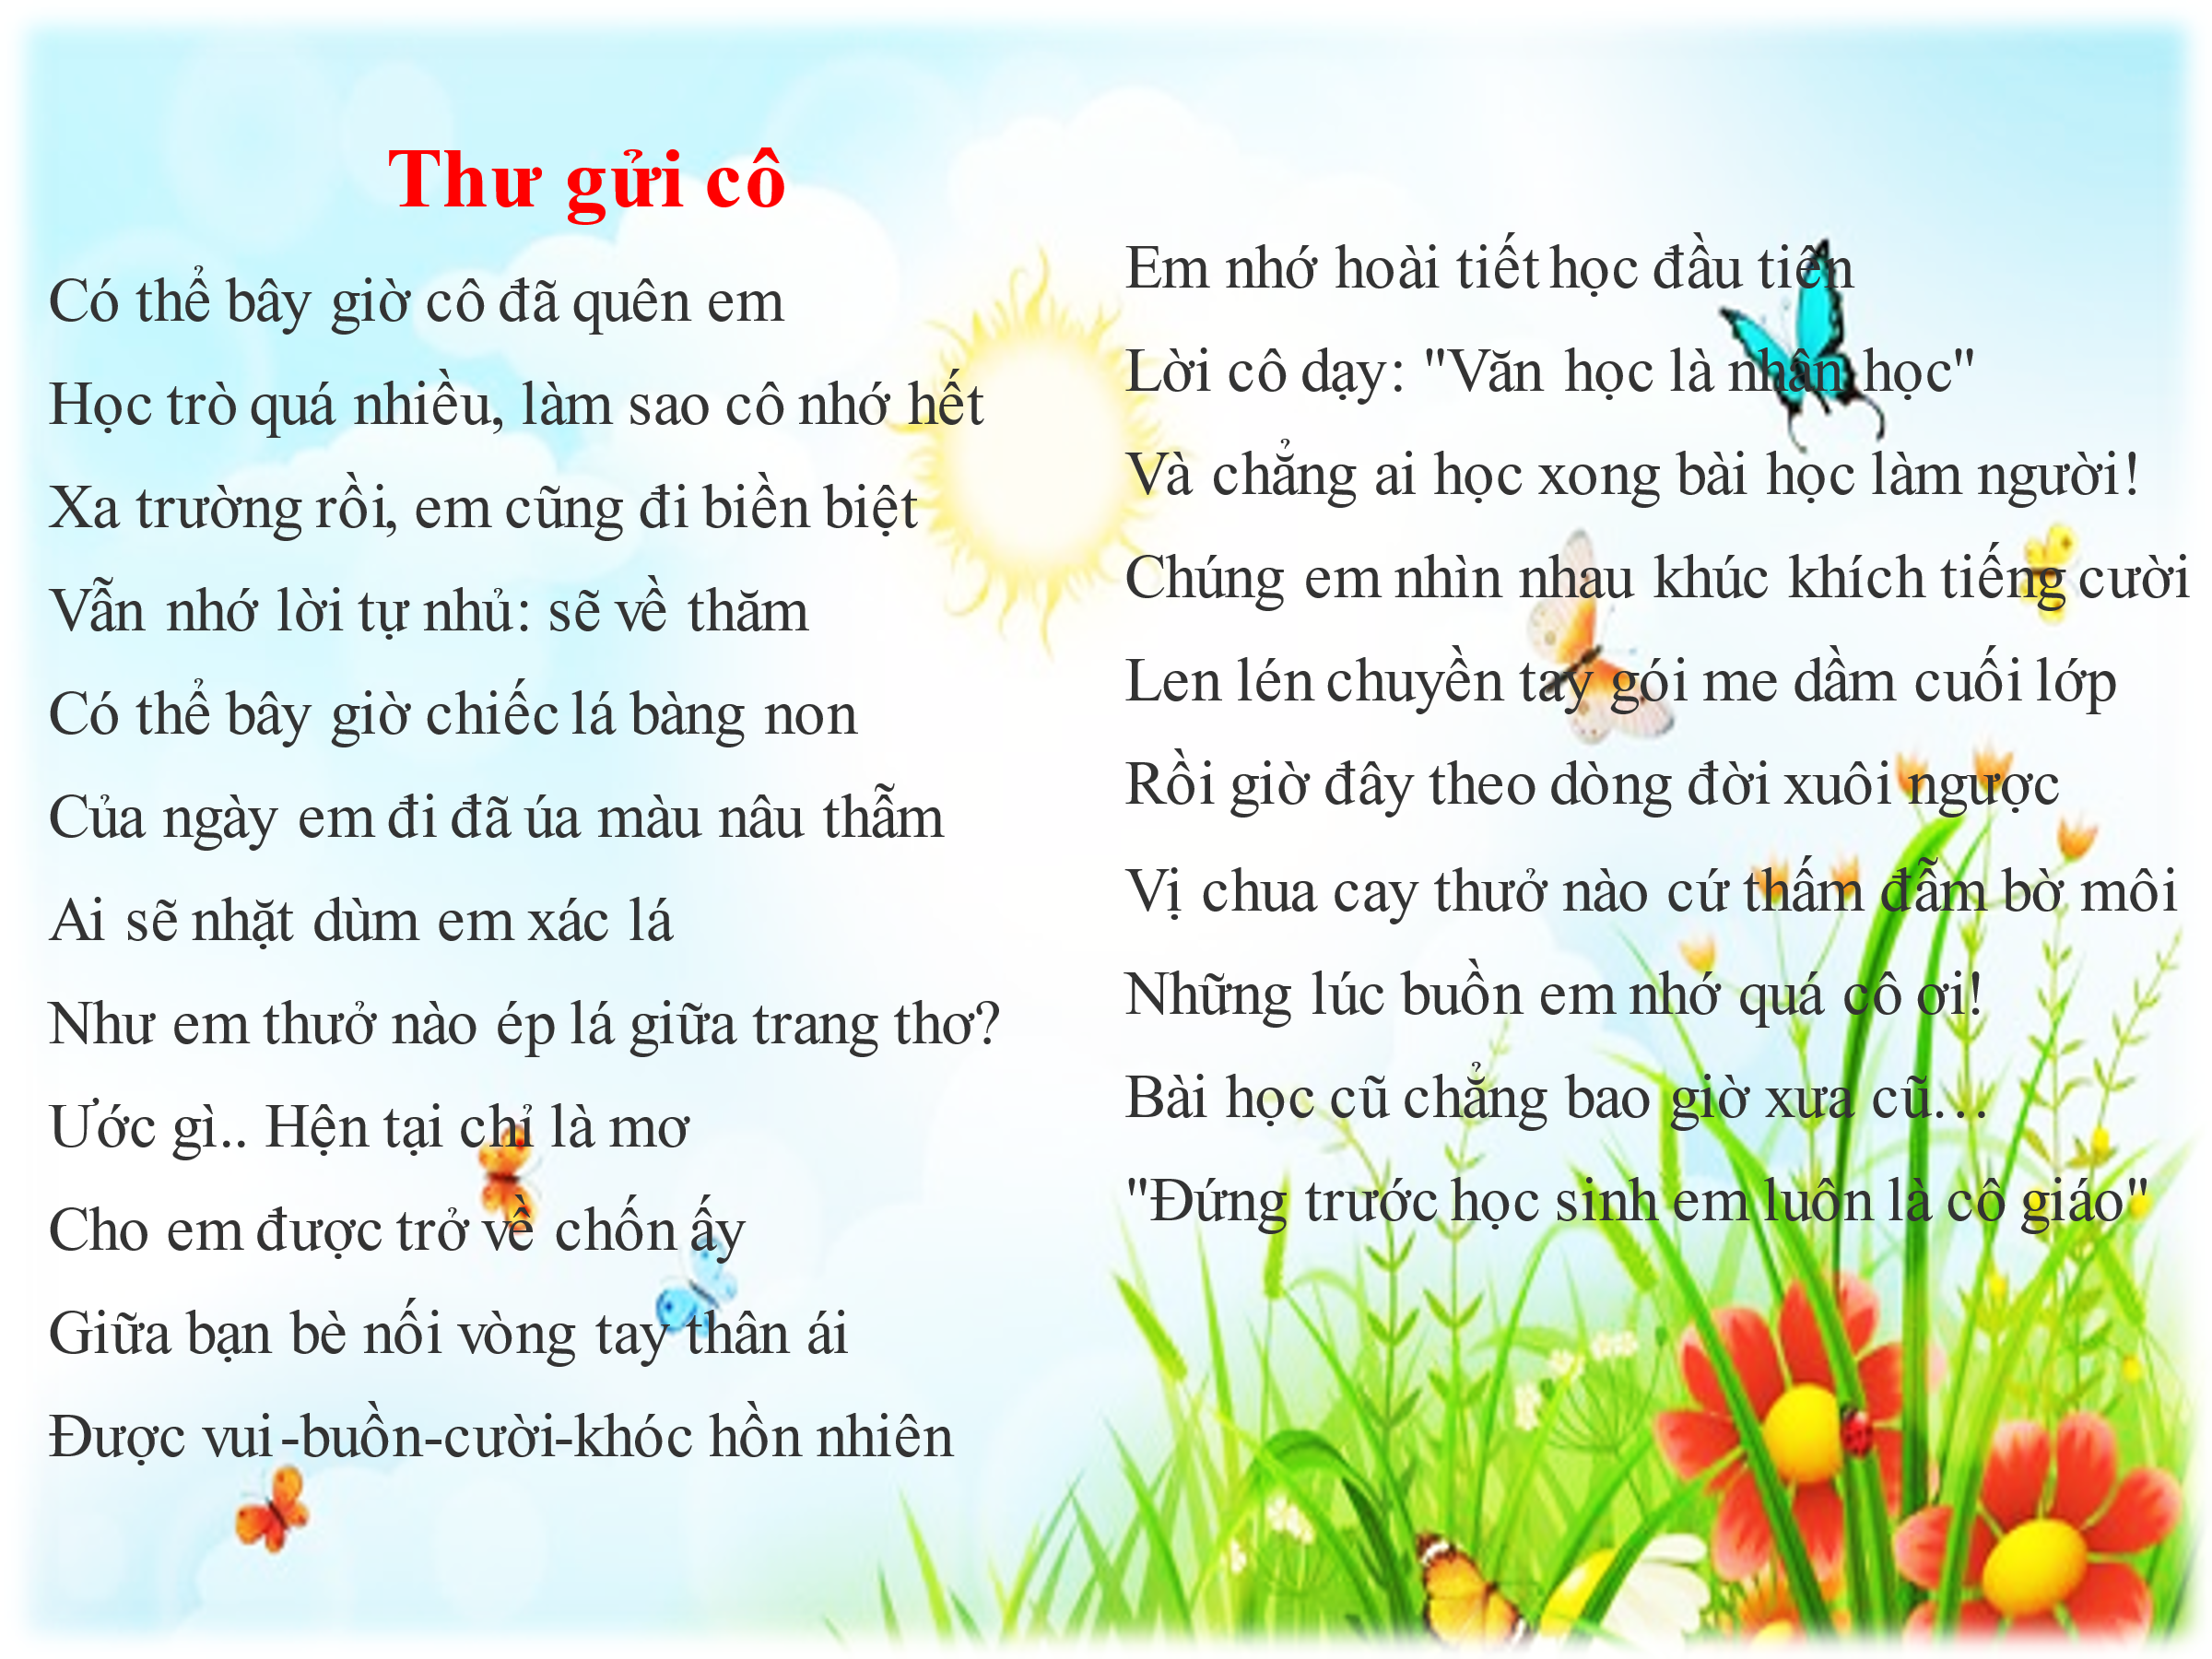 Thư gửi cô
Có thể bây giờ cô đã quên em
Học trò quá nhiều, làm sao cô nhớ hết
Xa trường rồi, em cũng đi biền biệt
Vẫn nhớ lời tự nhủ: sẽ về thăm
Có thể bây giờ chiếc lá bàng non
Của ngày em đi đã úa màu nâu thẫm
Ai sẽ nhặt dùm em xác lá
Như em thưở nào ép lá giữa trang thơ?
Ước gì.. Hện tại chỉ là mơ
Cho em được trở về chốn ấy
Giữa bạn bè nối vòng tay thân ái
Được vui-buồn-cười-khóc hồn nhiên
Em nhớ hoài tiết học đầu tiên
Lời cô dạy: "Văn học là nhân học"
Và chẳng ai học xong bài học làm người!
Chúng em nhìn nhau khúc khích tiếng cười
Len lén chuyền tay gói me dầm cuối lớp
Rồi giờ đây theo dòng đời xuôi ngược
Vị chua cay thưở nào cứ thấm đẫm bờ môi
Những lúc buồn em nhớ quá cô ơi!
Bài học cũ chẳng bao giờ xưa cũ…
"Đứng trước học sinh em luôn là cô giáo"